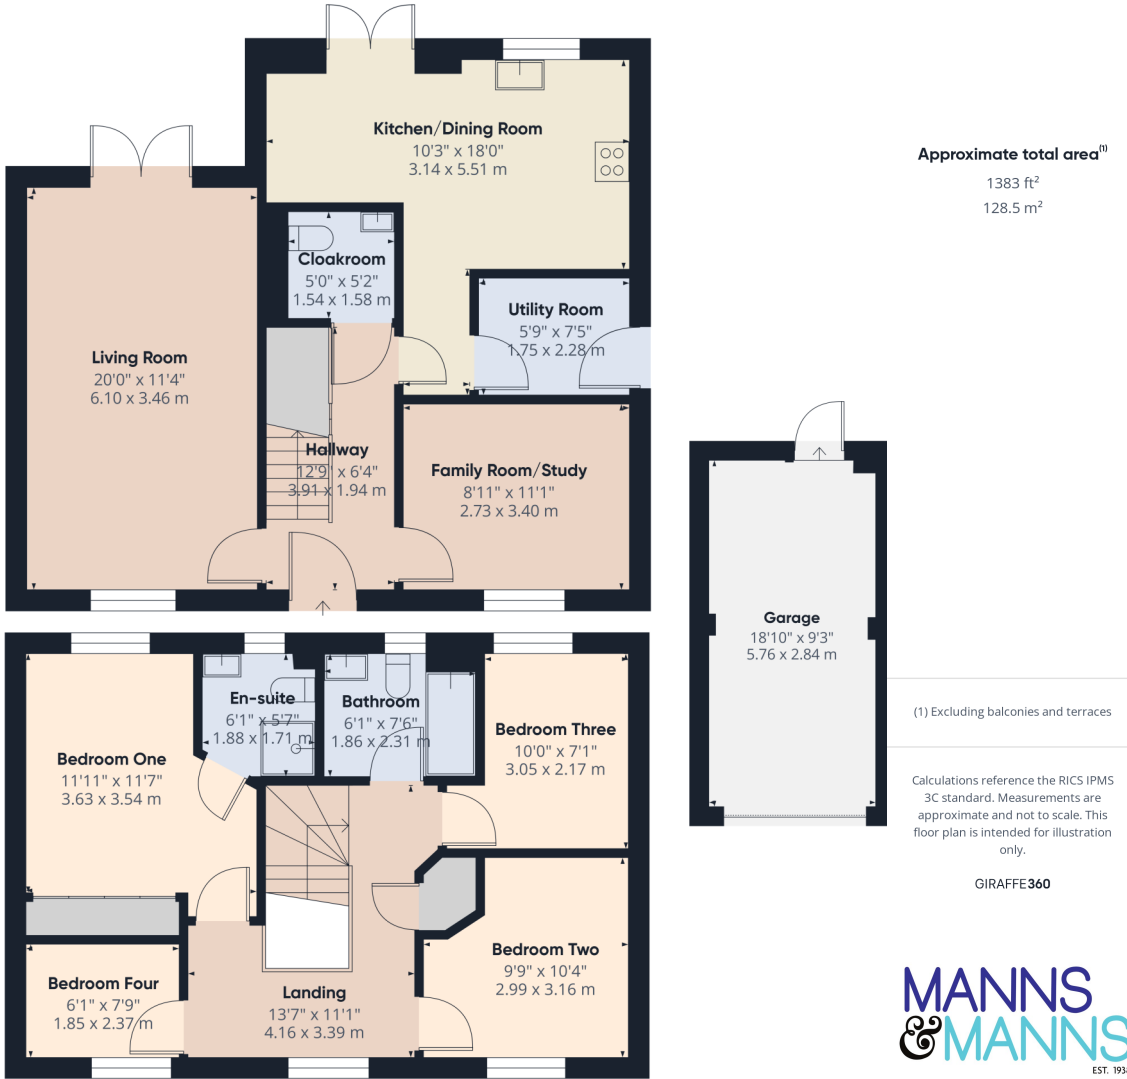 Kitchen/Dining Room
10'3" x 18'0"
3.14 x 5.51 m
Cloakroom
5'0" x 5'2"
1.54 x 1.58 m
Utility Room
5'9" x 7'5"
1.75 x 2.28 m
Living Room
20'0" x 11'4"
6.10 x 3.46 m
Hallway
12'9" x 6'4"
3.91 x 1.94 m
Family Room/Study
8'11" x 11'1"
2.73 x 3.40 m
Approximate total area(1)
1383 ft²
128.5 m²
Garage
18'10" x 9'3"
5.76 x 2.84 m
En-suite
6'1" x 5'7"
1.88 x 1.71 m
Bathroom
6'1" x 7'6"
1.86 x 2.31 m
Bedroom One
11'11" x 11'7"
3.63 x 3.54 m
Bedroom Three
10'0" x 7'1"
3.05 x 2.17 m
Bedroom Two
9'9" x 10'4"
2.99 x 3.16 m
Bedroom Four
6'1" x 7'9"
1.85 x 2.37 m
Landing
13'7" x 11'1"
4.16 x 3.39 m
(1) Excluding balconies and terraces
Calculations reference the RICS IPMS
3C standard. Measurements are
approximate and not to scale. This
floor plan is intended for illustration
only.
GIRAFFE360
MANNS
&MANNS
EST. 1938